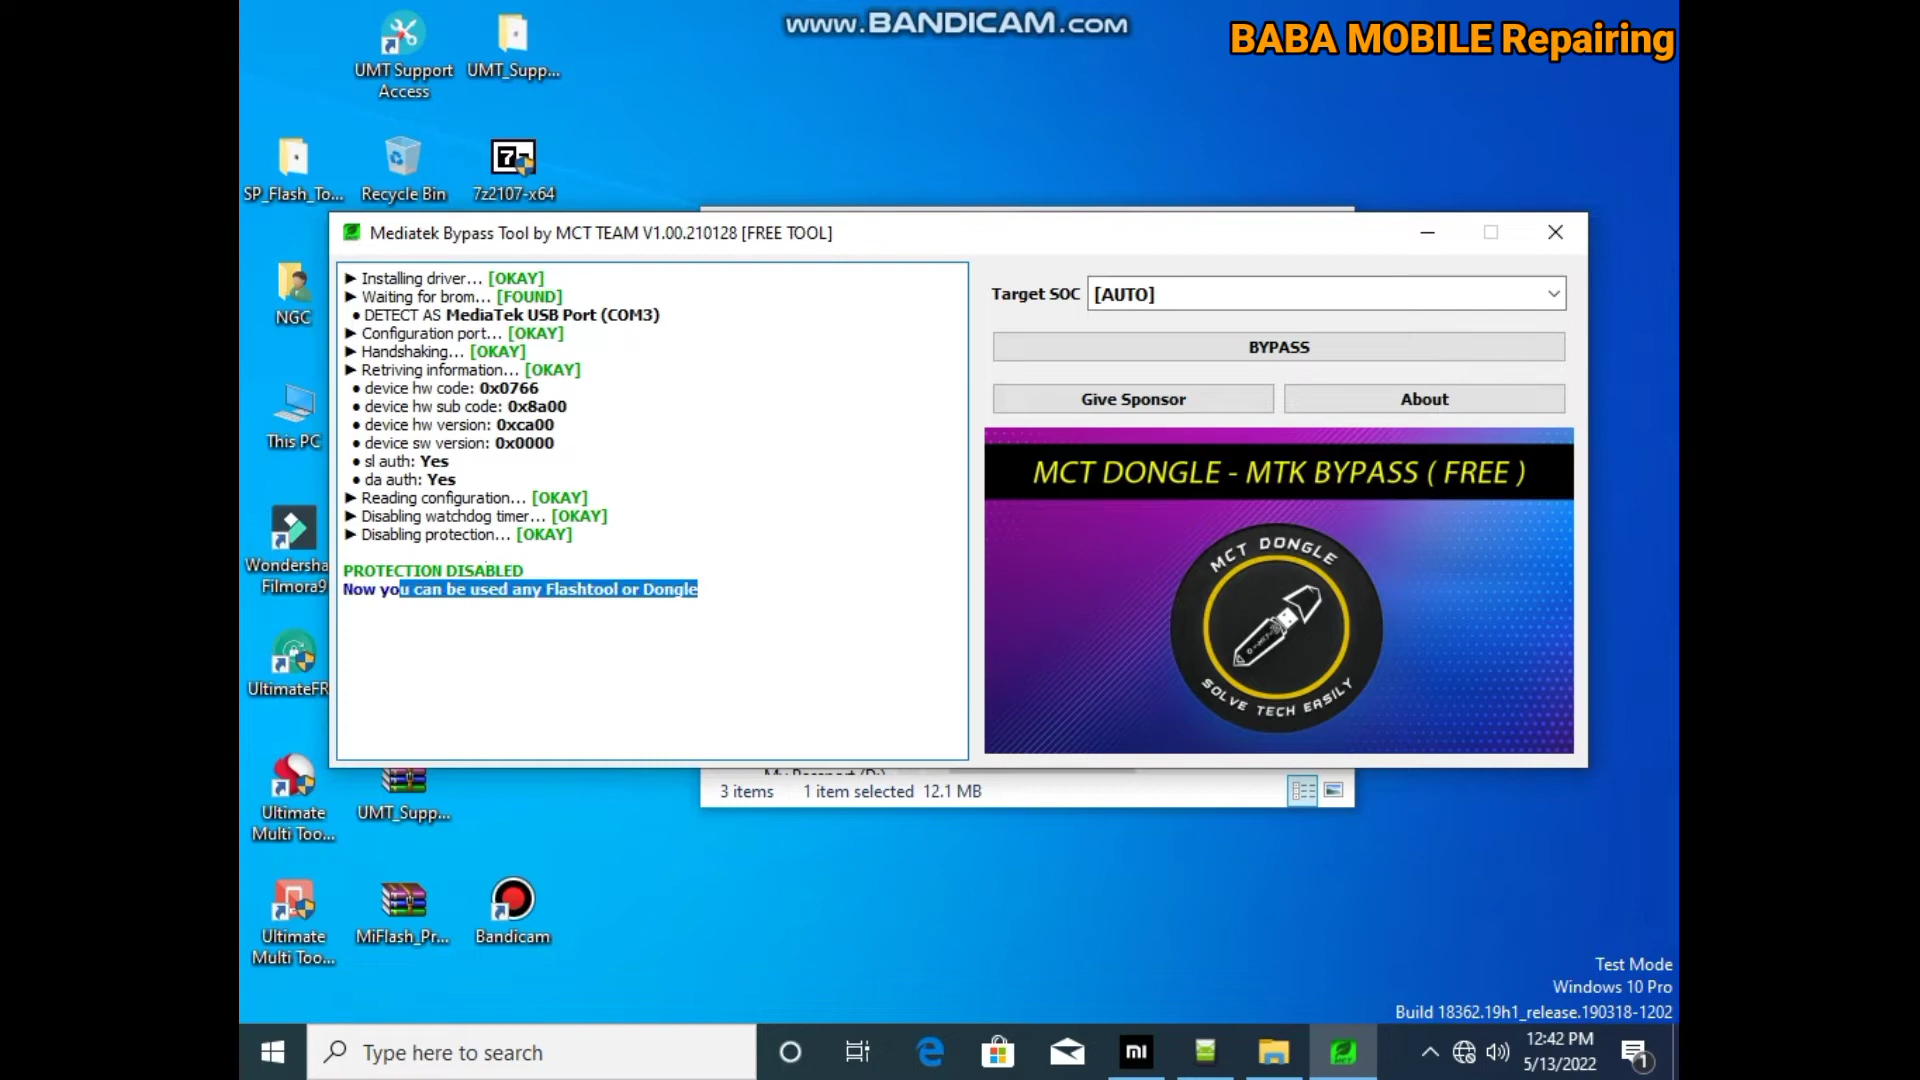 www.BANDICAM.com
BABA MOBILE Repairing
UMT Support
Access
UMT_Supp...
SP_Flash_To...
Recycle Bin
7z2107-x64
NGC
This PC
Wondersha
Filmora9
UltimateFR
Ultimate
Multi Too...
UMT_Supp...
Ultimate
Multi Too...
MiFlash_Pr...
Bandicam
Mediatek Bypass Tool by MCT TEAM V1.00.210128 [FREE TOOL]
► Installing driver... [OKAY]
► Waiting for brom... [FOUND]
● DETECT AS MediaTek USB Port (COM3)
► Configuration port... [OKAY]
► Handshaking... [OKAY]
► Retriving information... [OKAY]
● device hw code: 0x0766
● device hw sub code: 0x8a00
● device hw version: 0xca00
● device sw version: 0x0000
● sl auth: Yes
● da auth: Yes
► Reading configuration... [OKAY]
► Disabling watchdog timer... [OKAY]
► Disabling protection... [OKAY]
PROTECTION DISABLED
Now you can be used any Flashtool or Dongle
Target SOC [AUTO]
BYPASS
Give Sponsor
About
MCT DONGLE - MTK BYPASS ( FREE )
MCT DONGLE
SOLVE TECH EASILY
3 items 1 item selected 12.1 MB
Test Mode
Windows 10 Pro
Build 18362.19h1_release.190318-1202
Type here to search
12:42 PM
5/13/2022
1